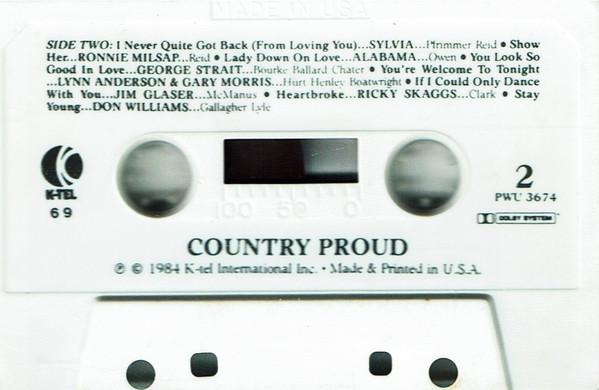 MADE IN USA
SIDE TWO: I Never Quite Got Back (From Loving You)...SYLVIA...Pfrimmer Reid • Show
Her...RONNIE MILSAP...Reid • Lady Down On Love...ALABAMA...Owen • You Look So
Good In Love...GEORGE STRAIT...Bourke Ballard Chater • You're Welcome To Tonight
...LYNN ANDERSON & GARY MORRIS...Hurt Henley Boatwright • If I Could Only Dance
With You...JIM GLASER...McManus • Heartbroke...RICKY SKAGGS...Clark • Stay
Young...DON WILLIAMS...Gallagher Lyle
K-TEL
69
100 50 0
2
PWU 3674
DOLBY SYSTEM
COUNTRY PROUD
℗ © 1984 K-tel International Inc. • Made & Printed in U.S.A.